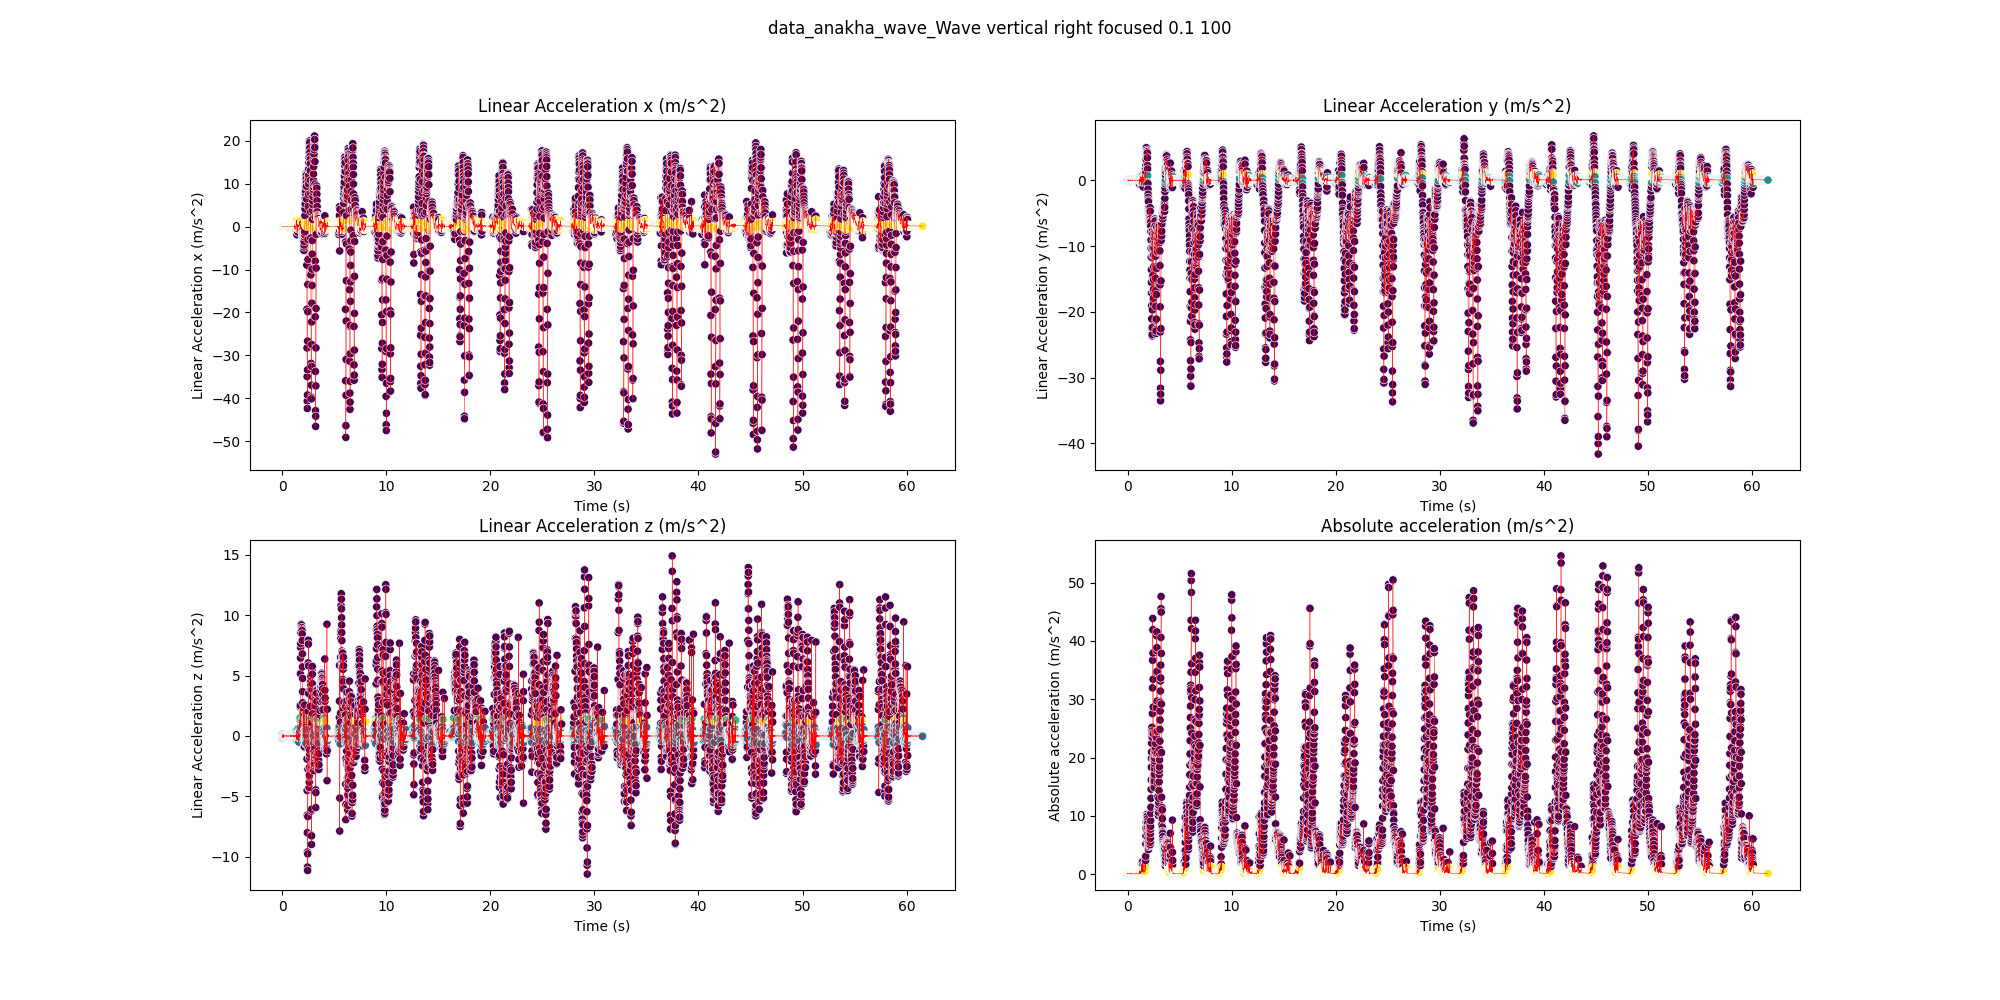 data_anakha_wave_Wave vertical right focused 0.1 100
Linear Acceleration x (m/s^2)
Linear Acceleration x (m/s^2)
20
10
0
−10
−20
−30
−40
−50
0 10 20 30 40 50 60
Time (s)
Linear Acceleration y (m/s^2)
Linear Acceleration y (m/s^2)
0
−10
−20
−30
−40
0 10 20 30 40 50 60
Time (s)
Linear Acceleration z (m/s^2)
Linear Acceleration z (m/s^2)
15
10
5
0
−5
−10
0 10 20 30 40 50 60
Time (s)
Absolute acceleration (m/s^2)
Absolute acceleration (m/s^2)
50
40
30
20
10
0
0 10 20 30 40 50 60
Time (s)